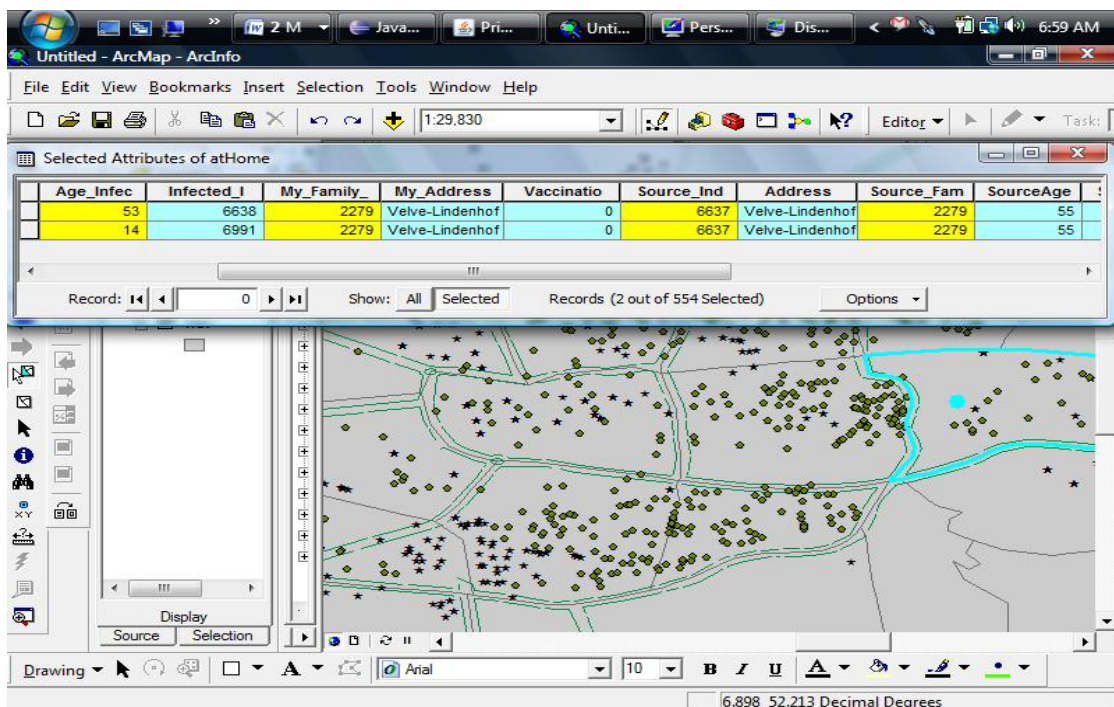 2 M Java... Pri... Unti... Pers... Dis... 6:59 AM
Untitled - ArcMap - ArcInfo
File Edit View Bookmarks Insert Selection Tools Window Help
1:29,830 Editor Task:
Selected Attributes of atHome
Age_Infec Infected_I My_Family_ My_Address Vaccinatio Source_Ind Address Source_Fam SourceAge
53 6638 2279 Velve-Lindenhof 0 6637 Velve-Lindenhof 2279 55
14 6991 2279 Velve-Lindenhof 0 6637 Velve-Lindenhof 2279 55
Record: 0 Show: All Selected Records (2 out of 554 Selected) Options
Display
Source Selection
Drawing A Arial 10 B I U A
6.898 52.213 Decimal Degrees